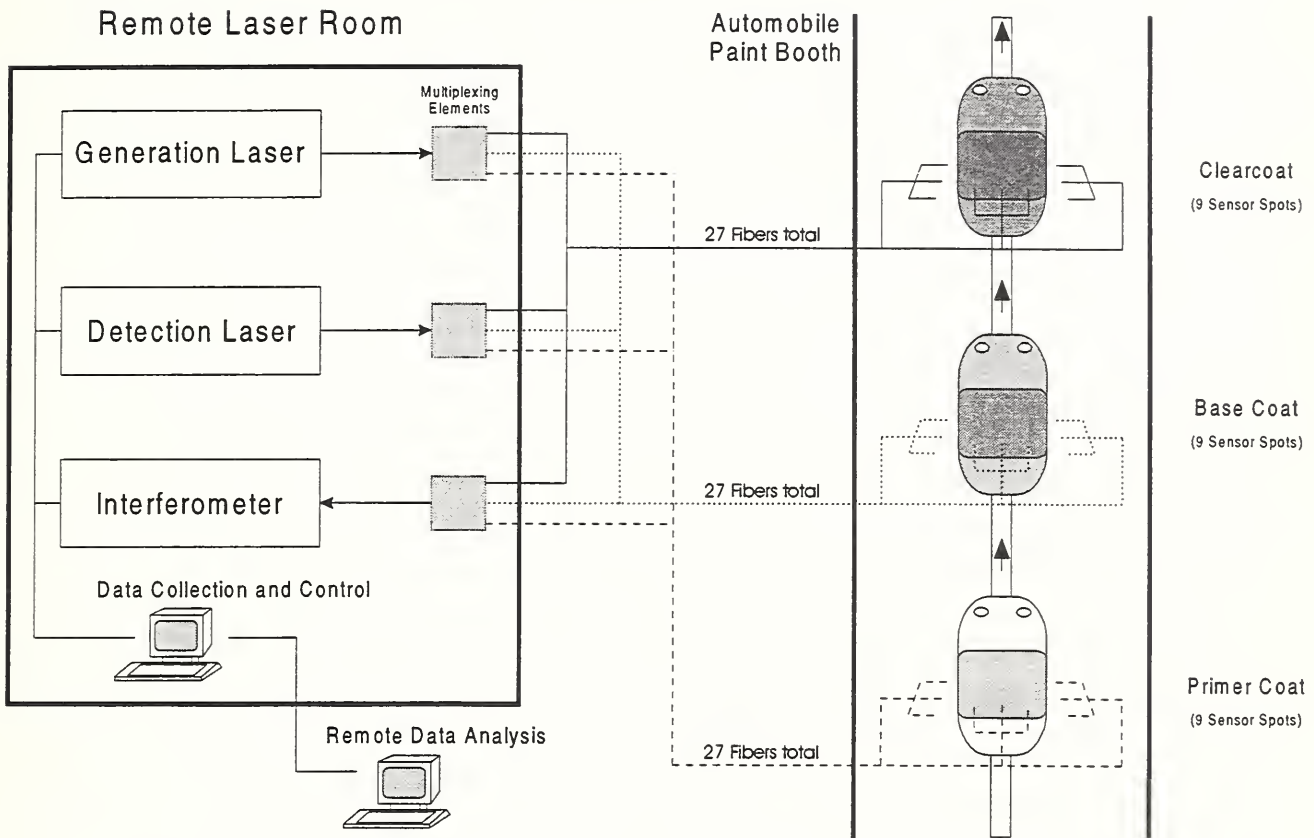 Remote Laser Room
Automobile
Paint Booth
Multiplexing
Elements
Generation Laser
Clearcoat
(9 Sensor Spots)
27 Fibers total
Detection Laser
Base Coat
(9 Sensor Spots)
Interferometer
27 Fibers total
Data Collection and Control
Primer Coat
(9 Sensor Spots)
Remote Data Analysis
27 Fibers total